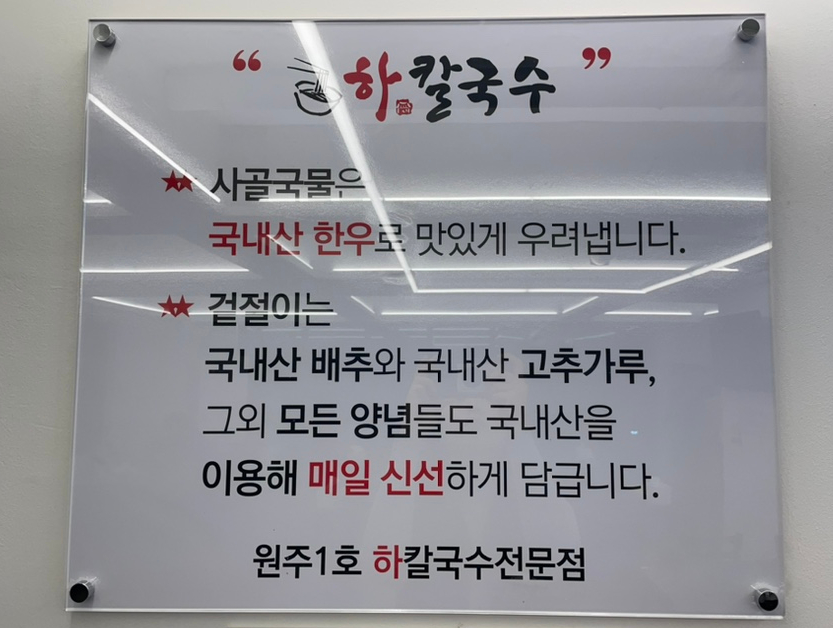 “ 하칼국수 ”
사골국물은
국내산 한우로 맛있게 우려냅니다.
겉절이는
국내산 배추와 국내산 고추가루,
그외 모든 양념들도 국내산을
이용해 매일 신선하게 담급니다.
원주1호 하칼국수전문점